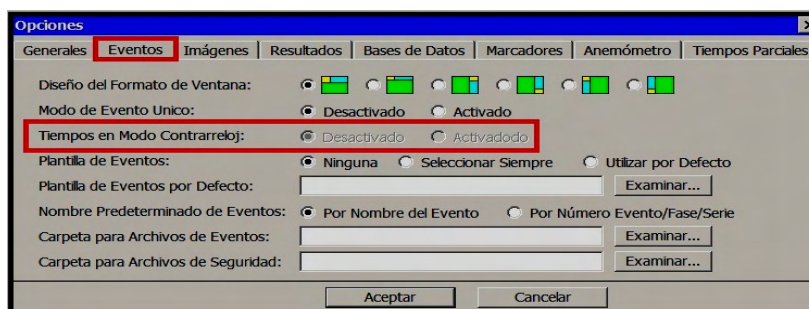 Opciones
Generales Eventos Imágenes Resultados Bases de Datos Marcadores Anemómetro Tiempos Parciales
Diseño del Formato de Ventana:
Modo de Evento Unico: Desactivado Activado
Tiempos en Modo Contrarreloj: Desactivado Activadodo
Plantilla de Eventos: Ninguna Seleccionar Siempre Utilizar por Defecto
Plantilla de Eventos por Defecto: Examinar...
Nombre Predeterminado de Eventos: Por Nombre del Evento Por Número Evento/Fase/Serie
Carpeta para Archivos de Eventos: Examinar...
Carpeta para Archivos de Seguridad: Examinar...
Aceptar Cancelar